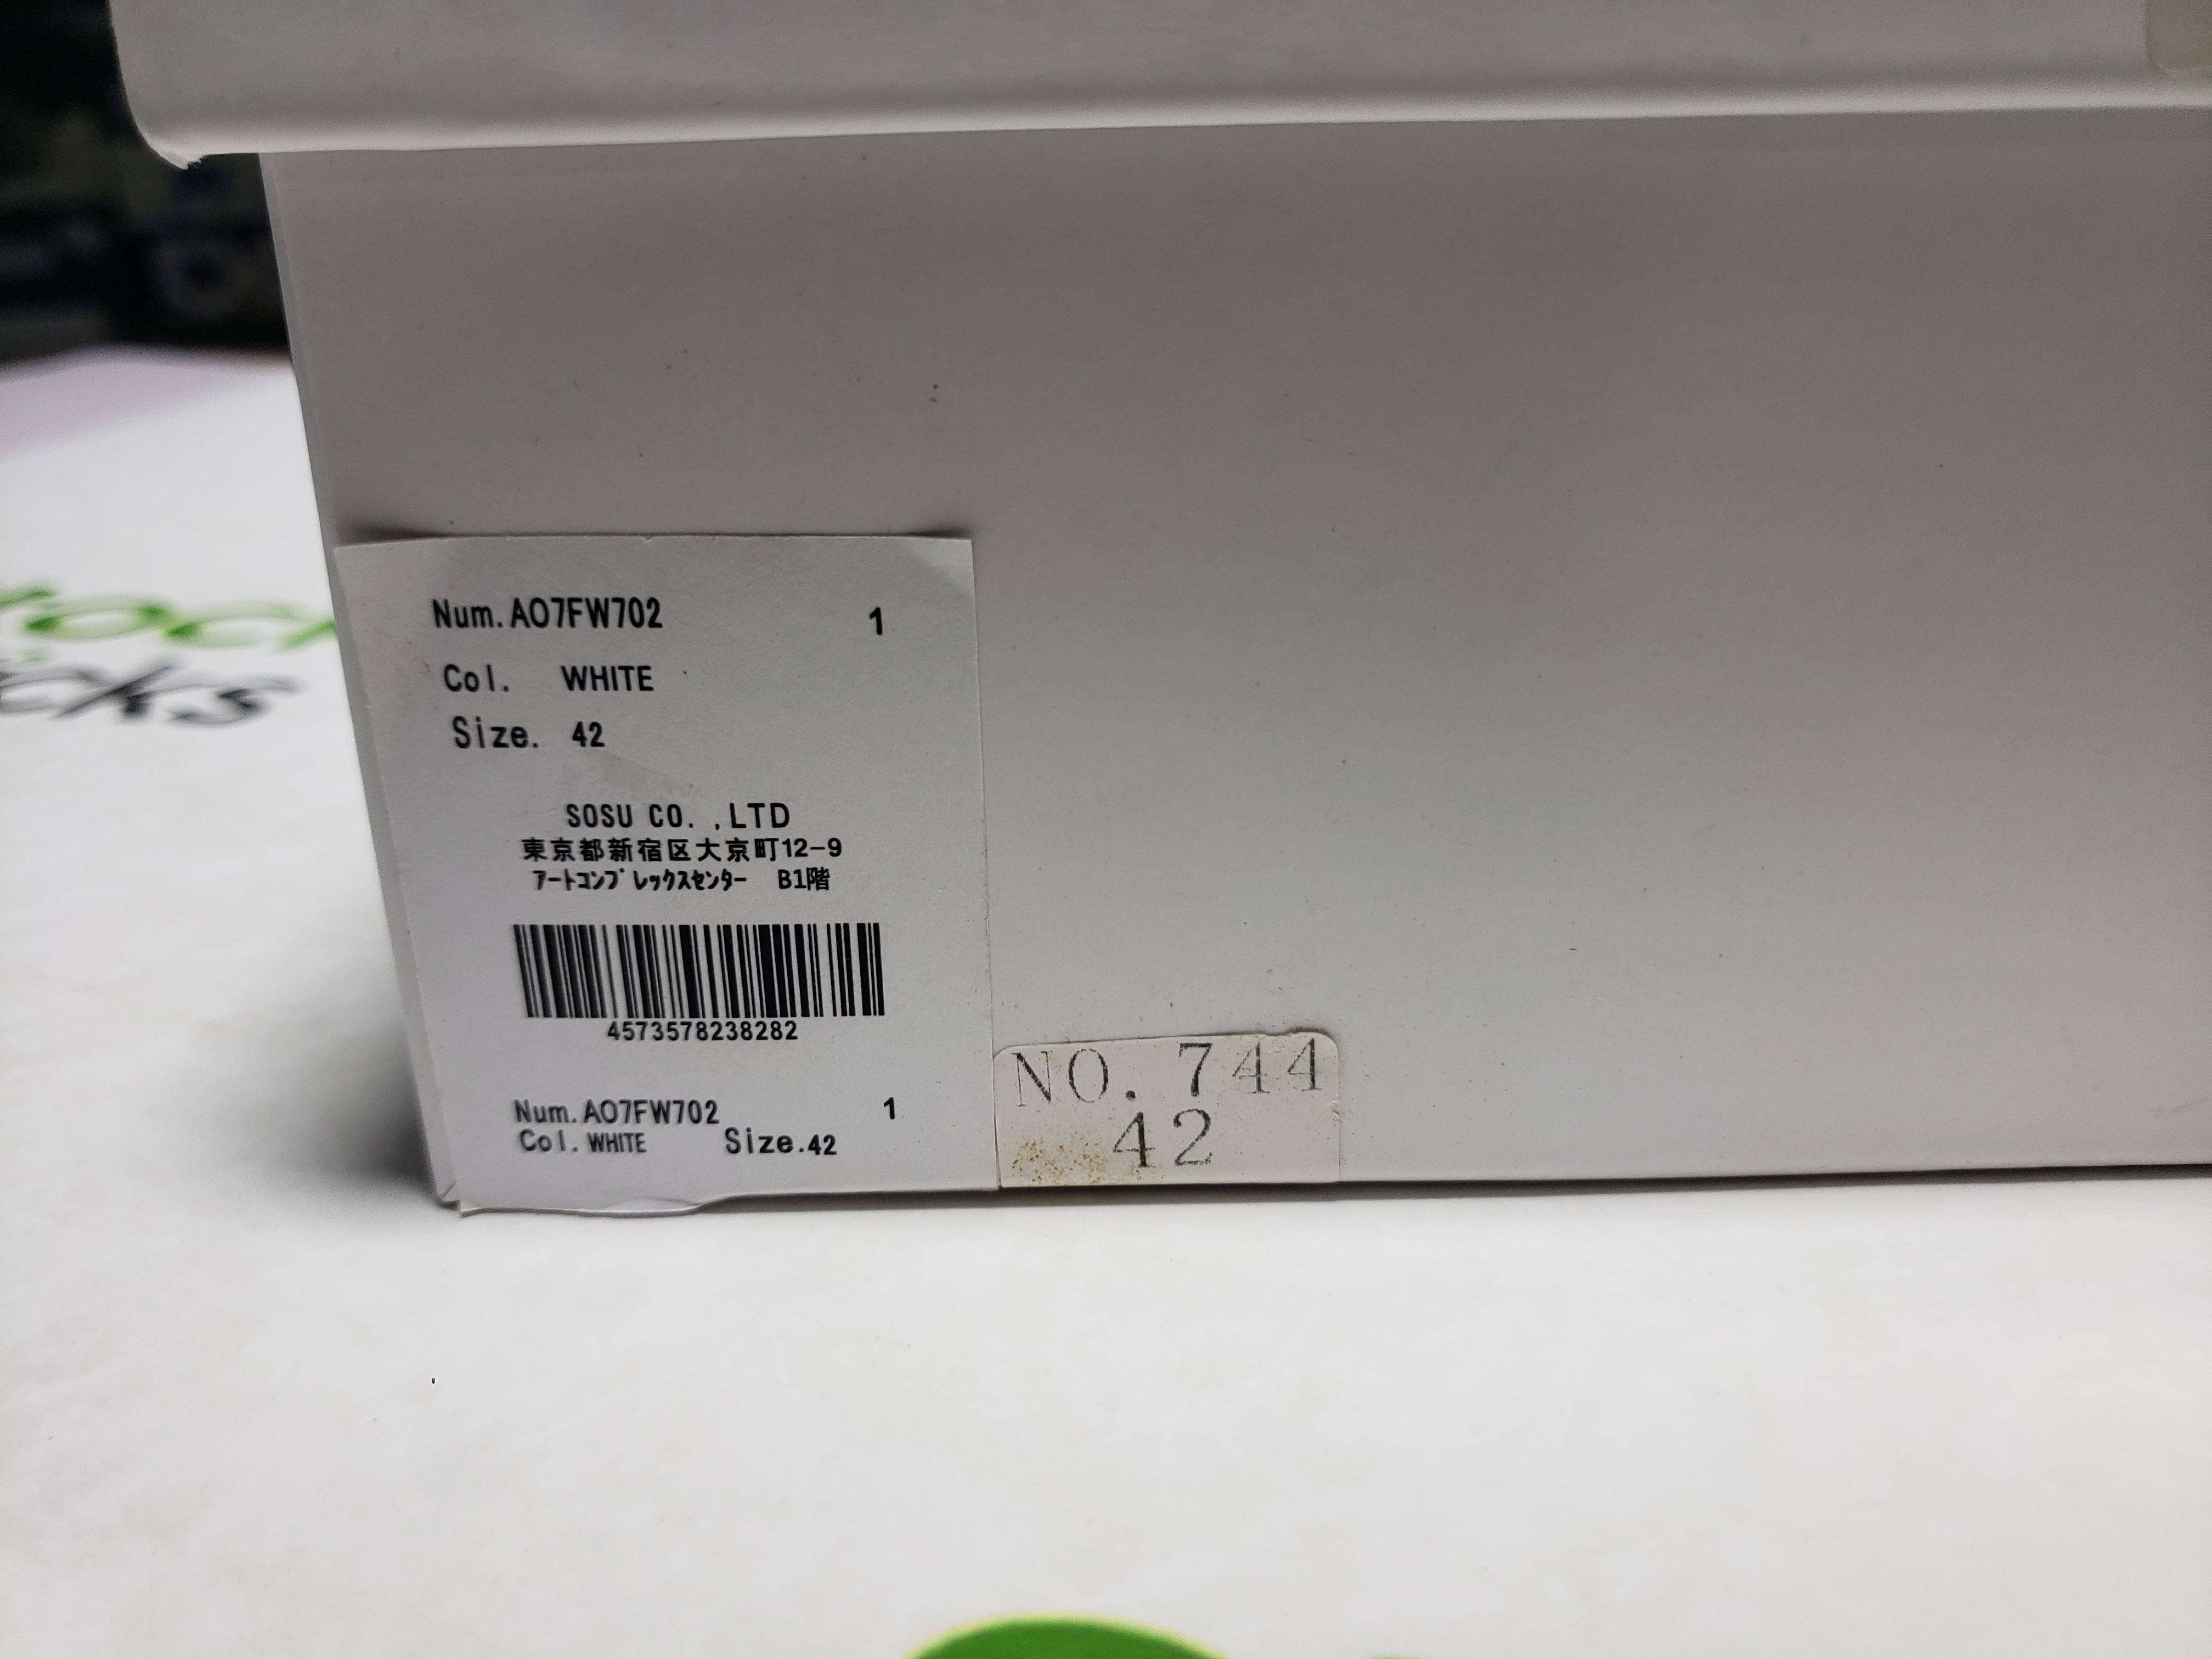 Num.AO7FW702 1
Col. WHITE
Size. 42
SOSU CO. ,LTD
東京都新宿区大京町12−9
ｱｰﾄｺﾝﾌﾟﾚｯｸｽｾﾝﾀｰ B1階
4573578238282
Num.AO7FW702 1
Col.WHITE Size.42
NO. 744
42